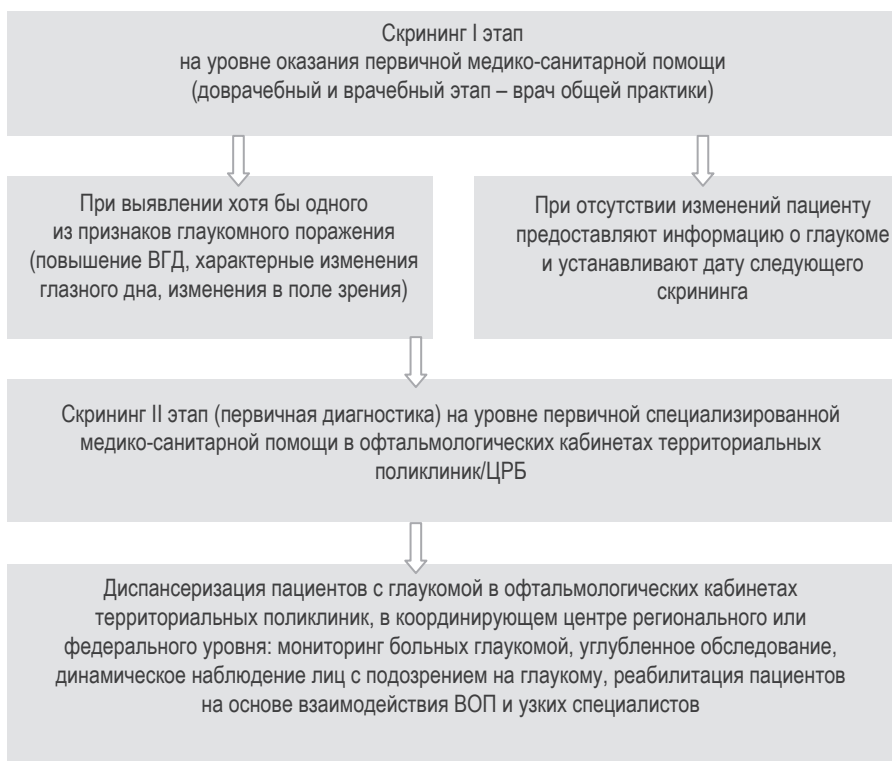 Скрининг I этап
на уровне оказания первичной медико-санитарной помощи
(доврачебный и врачебный этап – врач общей практики)
При выявлении хотя бы одного
из признаков глаукомного поражения
(повышение ВГД, характерные изменения
глазного дна, изменения в поле зрения)
При отсутствии изменений пациенту
предоставляют информацию о глаукоме
и устанавливают дату следующего
скрининга
Скрининг II этап (первичная диагностика) на уровне первичной специализированной
медико-санитарной помощи в офтальмологических кабинетах территориальных
поликлиник/ЦРБ
Диспансеризация пациентов с глаукомой в офтальмологических кабинетах
территориальных поликлиник, в координирующем центре регионального или
федерального уровня: мониторинг больных глаукомой, углубленное обследование,
динамическое наблюдение лиц с подозрением на глаукому, реабилитация пациентов
на основе взаимодействия ВОП и узких специалистов